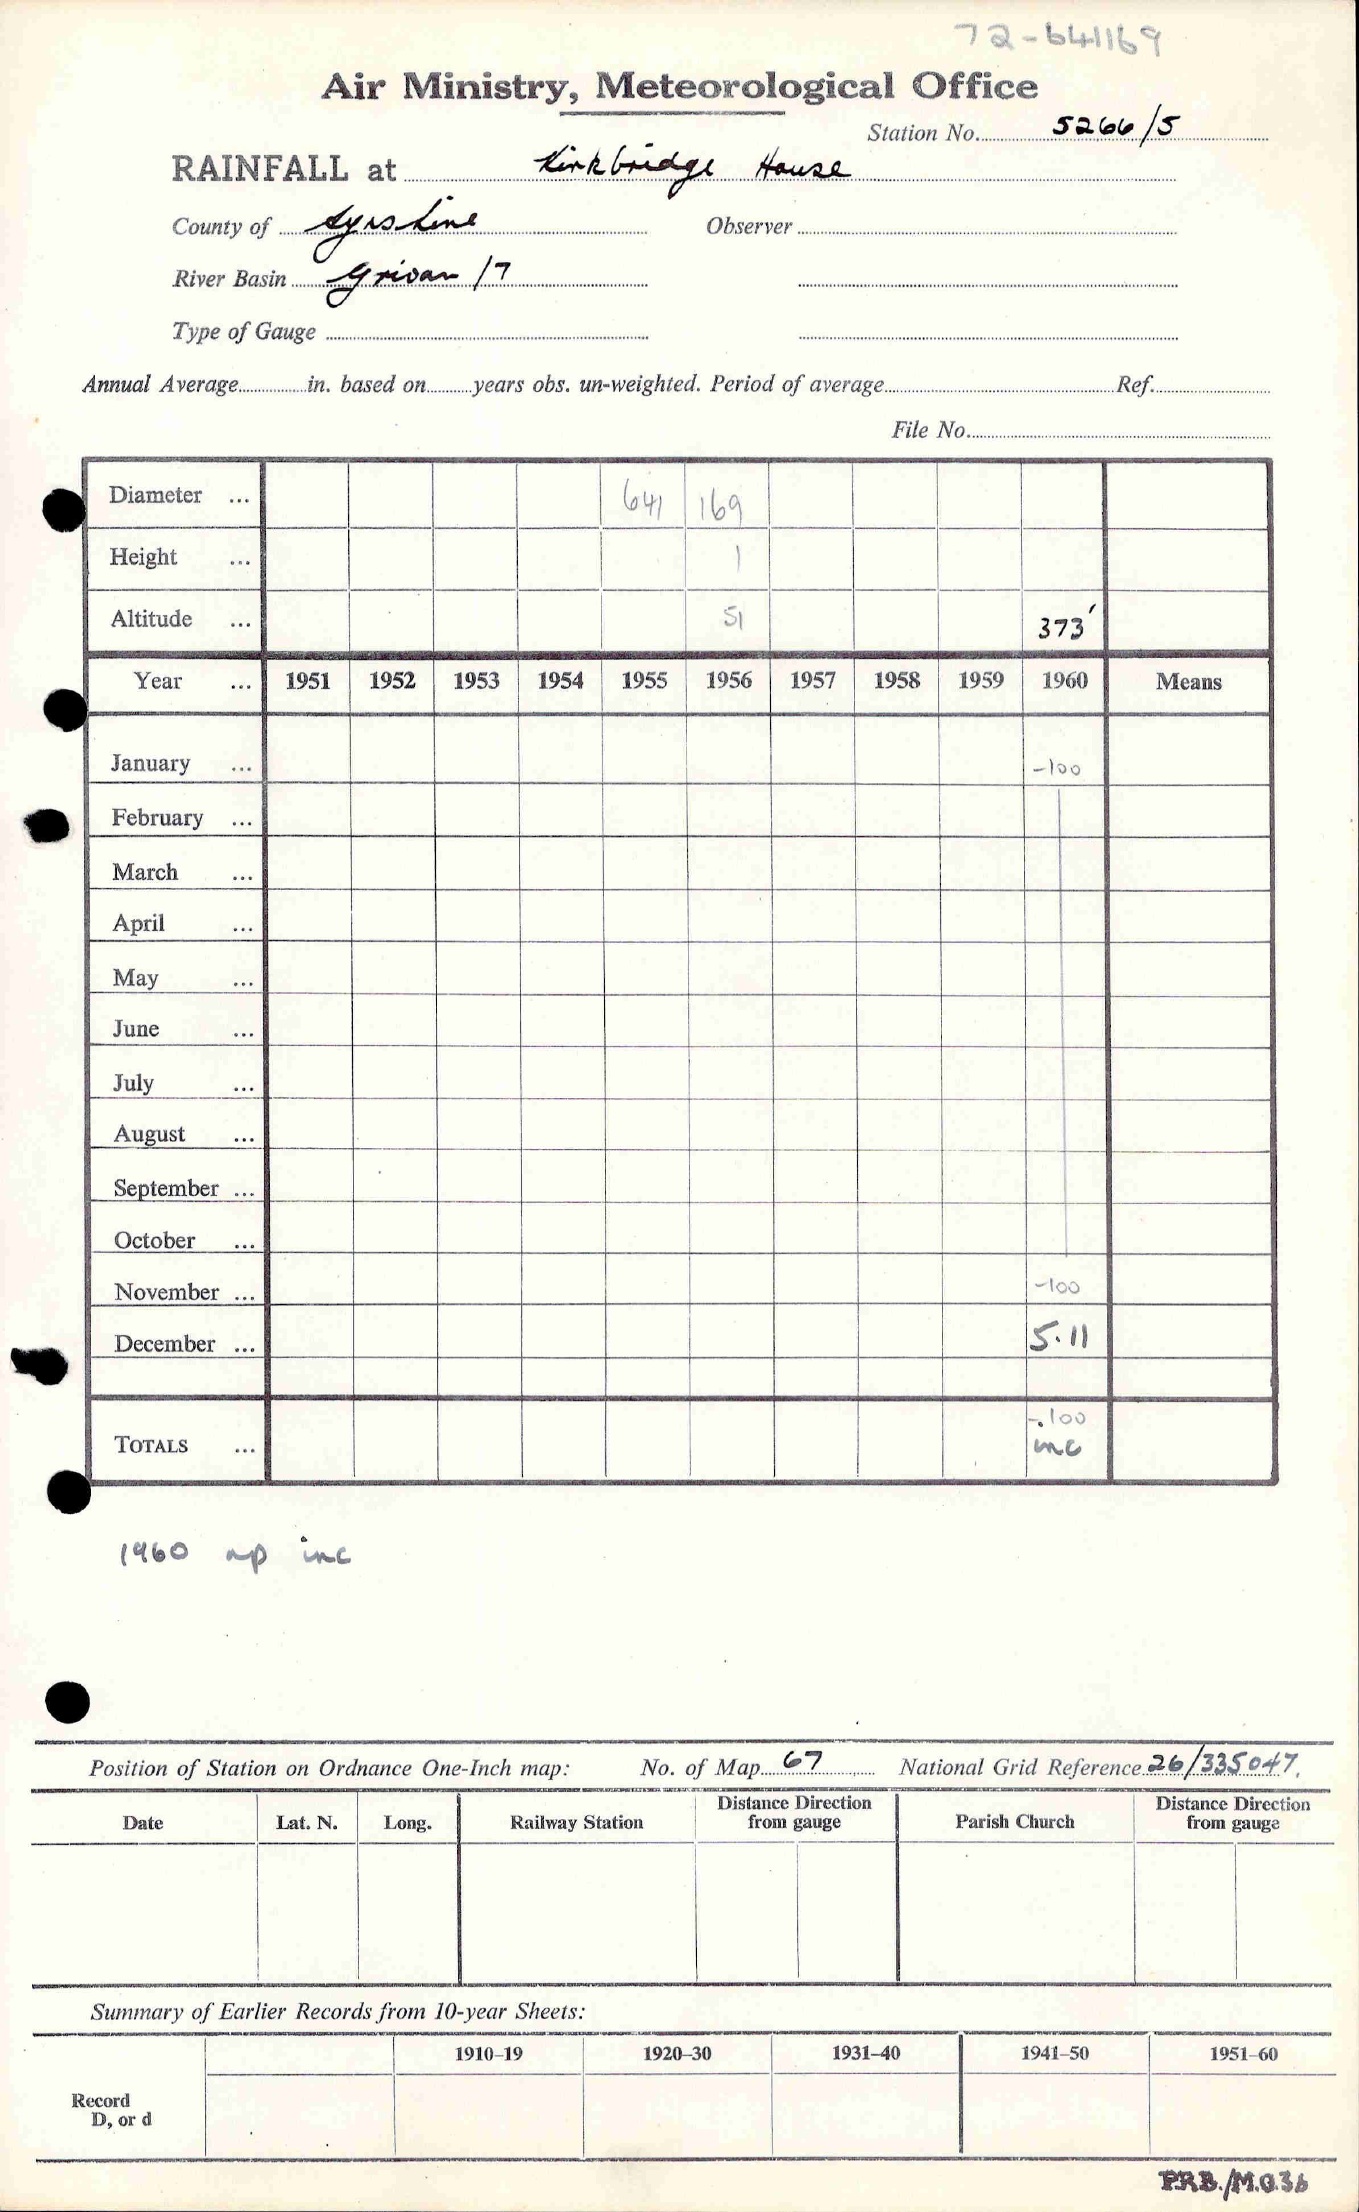 72-641169
Air Ministry, Meteorological Office
Station No. 5266/5
RAINFALL at Kirkbridge House
County of Ayrshire Observer
River Basin Grivan /7
Type of Gauge
Annual Average in. based on years obs. un-weighted. Period of average Ref.
File No.
Diameter ... 641 169
Height ... 1
Altitude ... 51 373'
Year ... 1951 1952 1953 1954 1955 1956 1957 1958 1959 1960 Means
January ... -100
February ...
March ...
April ...
May ...
June ...
July ...
August ...
September ...
October ...
November ... -100
December ... 5.11
-.100
TOTALS ... inc
1960 np inc
Position of Station on Ordnance One-Inch map: No. of Map 67 National Grid Reference 26/335047.
Date Lat. N. Long. Railway Station Distance Direction from gauge Parish Church Distance Direction from gauge
Summary of Earlier Records from 10-year Sheets:
1910–19 1920–30 1931–40 1941–50 1951–60
Record
D, or d
P.R.B./M.O.3b